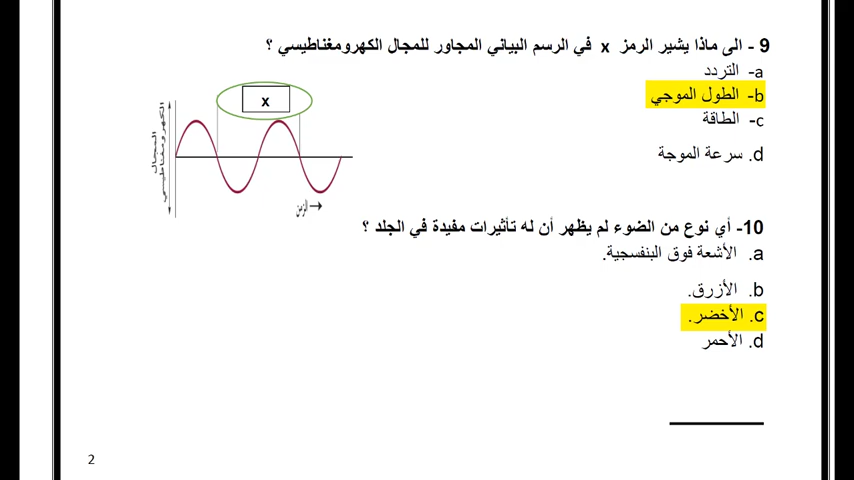 9 - الى ماذا يشير الرمز x في الرسم البياني المجاور للمجال الكهرومغناطيسي ؟
a- التردد
b- الطول الموجي
c- الطاقة
d. سرعة الموجة
x
المجال
الكهرومغناطيسي
الزمن
10- أي نوع من الضوء لم يظهر أن له تأثيرات مفيدة في الجلد ؟
a. الأشعة فوق البنفسجية.
b. الأزرق.
c. الأخضر.
d. الأحمر
2